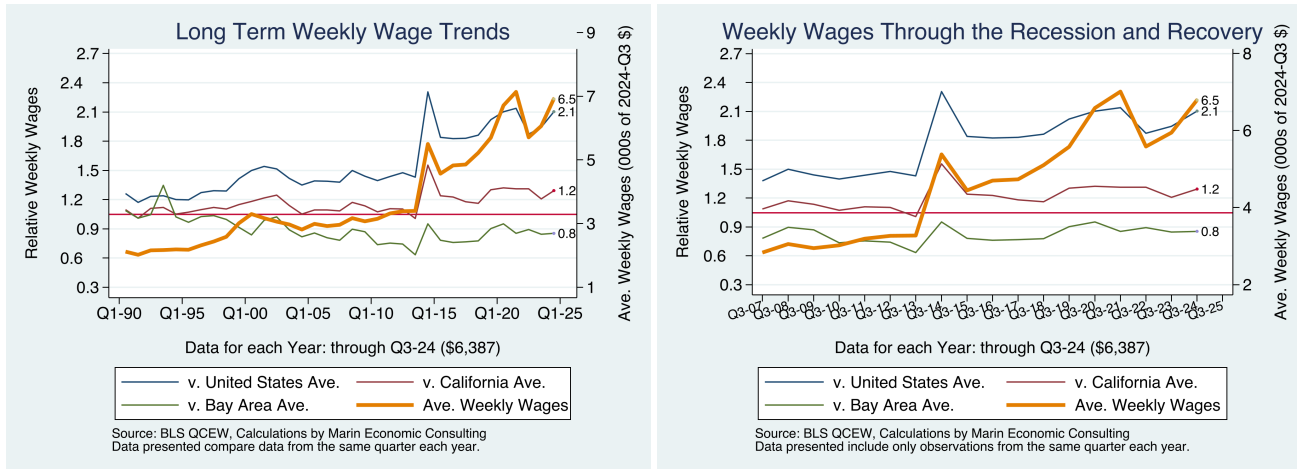 Long Term Weekly Wage Trends
Relative Weekly Wages
2.7
2.4
2.1
1.8
1.5
1.2
0.9
0.6
0.3
9
7
5
3
1
Ave. Weekly Wages (000s of 2024-Q3 $)
6.5
2.1
1.2
0.8
Q1-90 Q1-95 Q1-00 Q1-05 Q1-10 Q1-15 Q1-20 Q1-25
Data for each Year: through Q3-24 ($6,387)
v. United States Ave. v. California Ave.
v. Bay Area Ave. Ave. Weekly Wages
Source: BLS QCEW, Calculations by Marin Economic Consulting
Data presented compare data from the same quarter each year.
Weekly Wages Through the Recession and Recovery
Relative Weekly Wages
2.7
2.4
2.1
1.8
1.5
1.2
0.9
0.6
0.3
8
6
4
2
Ave. Weekly Wages (000s of 2024-Q3 $)
6.5
2.1
1.2
0.8
Q3-07 Q3-08 Q3-09 Q3-10 Q3-11 Q3-12 Q3-13 Q3-14 Q3-15 Q3-16 Q3-17 Q3-18 Q3-19 Q3-20 Q3-21 Q3-22 Q3-23 Q3-24 Q3-25
Data for each Year: through Q3-24 ($6,387)
v. United States Ave. v. California Ave.
v. Bay Area Ave. Ave. Weekly Wages
Source: BLS QCEW, Calculations by Marin Economic Consulting
Data presented include only observations from the same quarter each year.